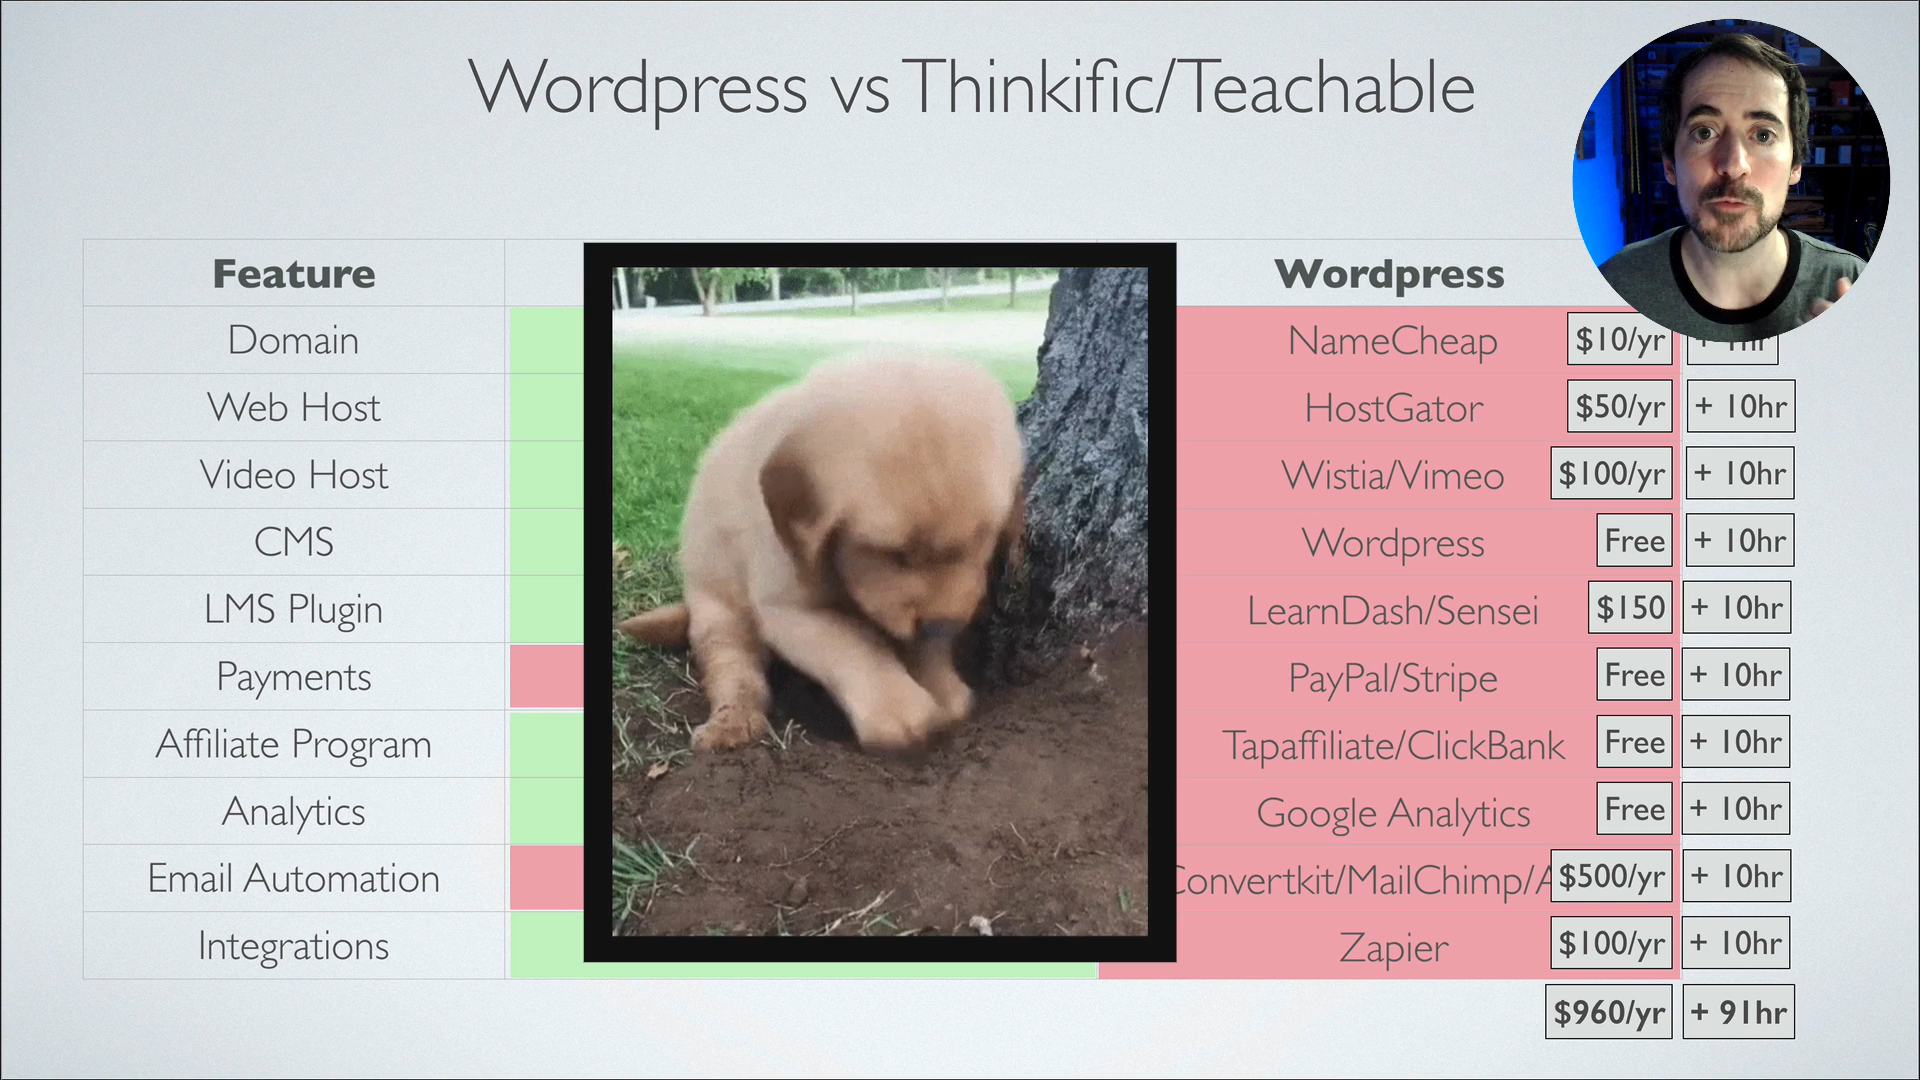 Wordpress vs Thinkific/Teachable
Feature Wordpress
Domain NameCheap $10/yr + 1hr
Web Host HostGator $50/yr + 10hr
Video Host Wistia/Vimeo $100/yr + 10hr
CMS Wordpress Free + 10hr
LMS Plugin LearnDash/Sensei $150 + 10hr
Payments PayPal/Stripe Free + 10hr
Affiliate Program Tapaffiliate/ClickBank Free + 10hr
Analytics Google Analytics Free + 10hr
Email Automation Convertkit/MailChimp/A $500/yr + 10hr
Integrations Zapier $100/yr + 10hr
$960/yr + 91hr